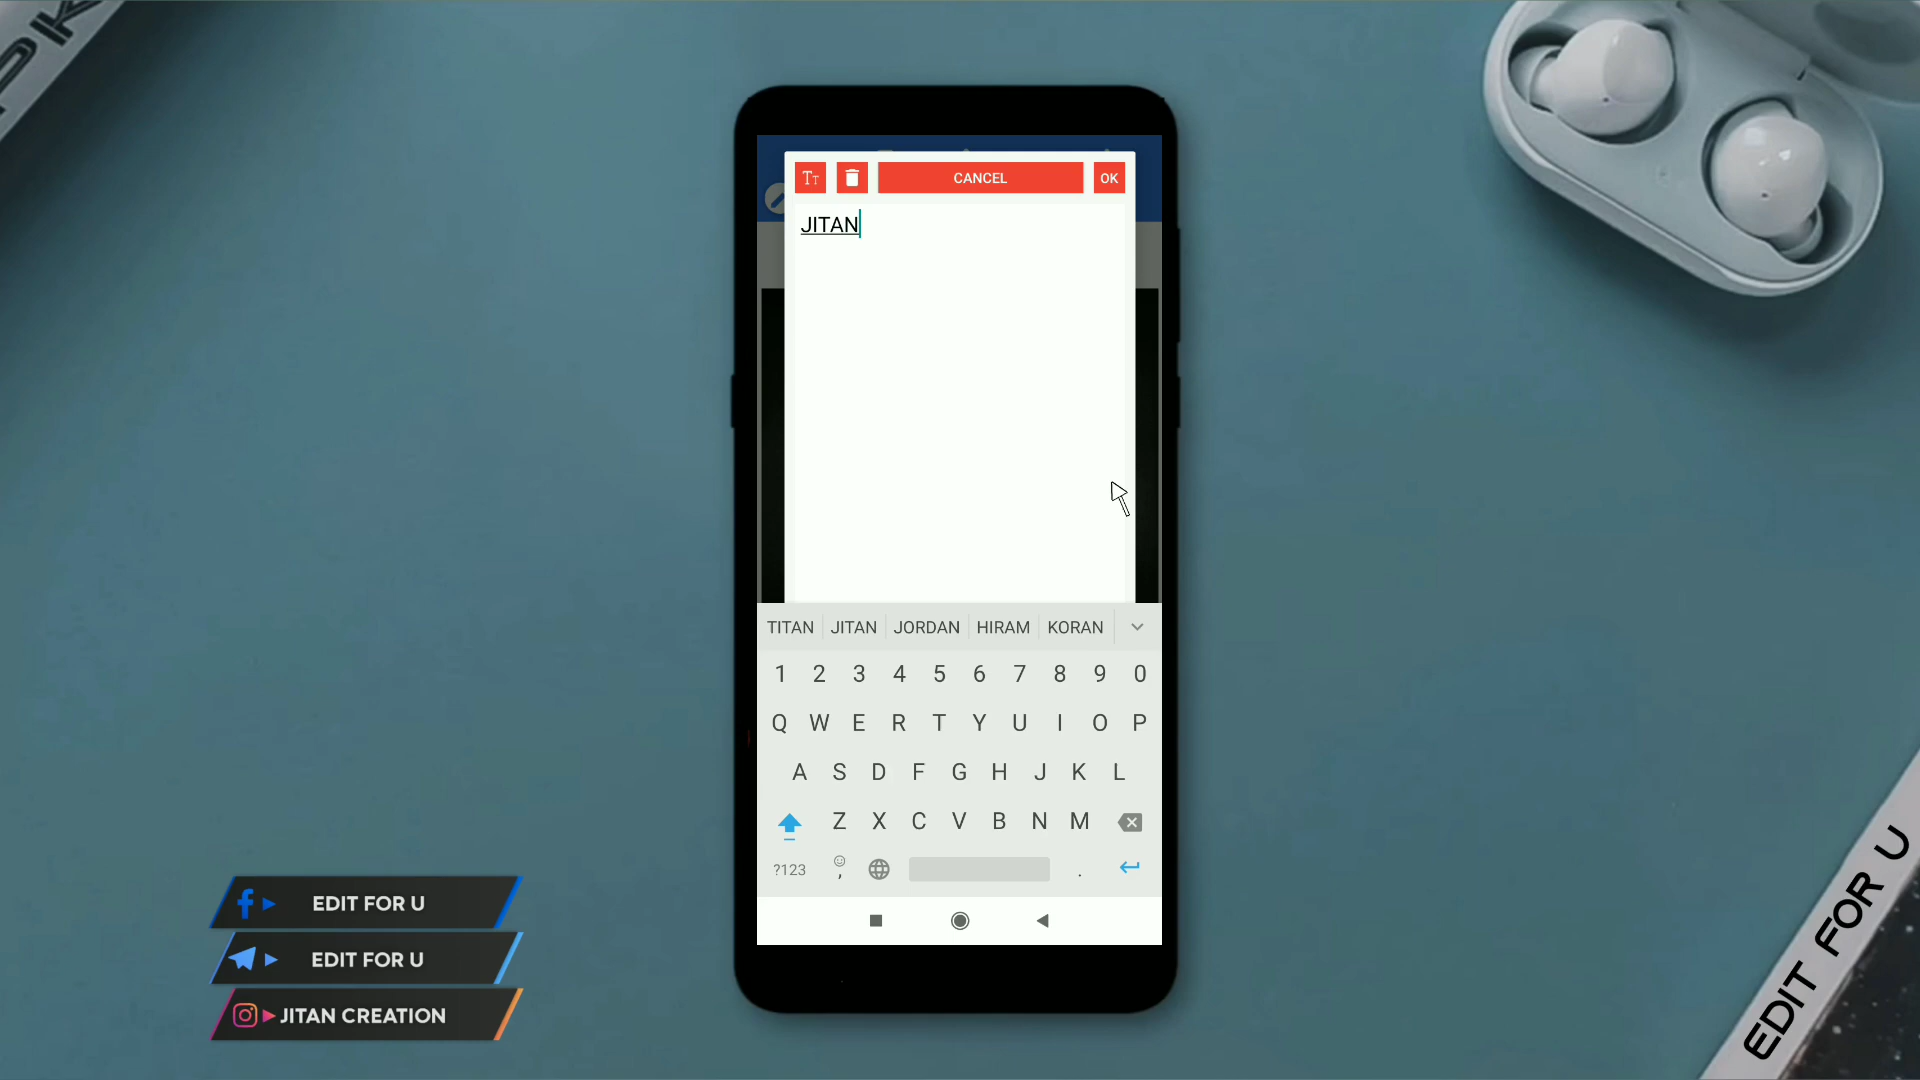 Tт CANCEL OK
JITAN
TITAN JITAN JORDAN HIRAM KORAN
1 2 3 4 5 6 7 8 9 0
Q W E R T Y U I O P
A S D F G H J K L
Z X C V B N M
?123 , .
EDIT FOR U
EDIT FOR U
JITAN CREATION
EDIT FOR U